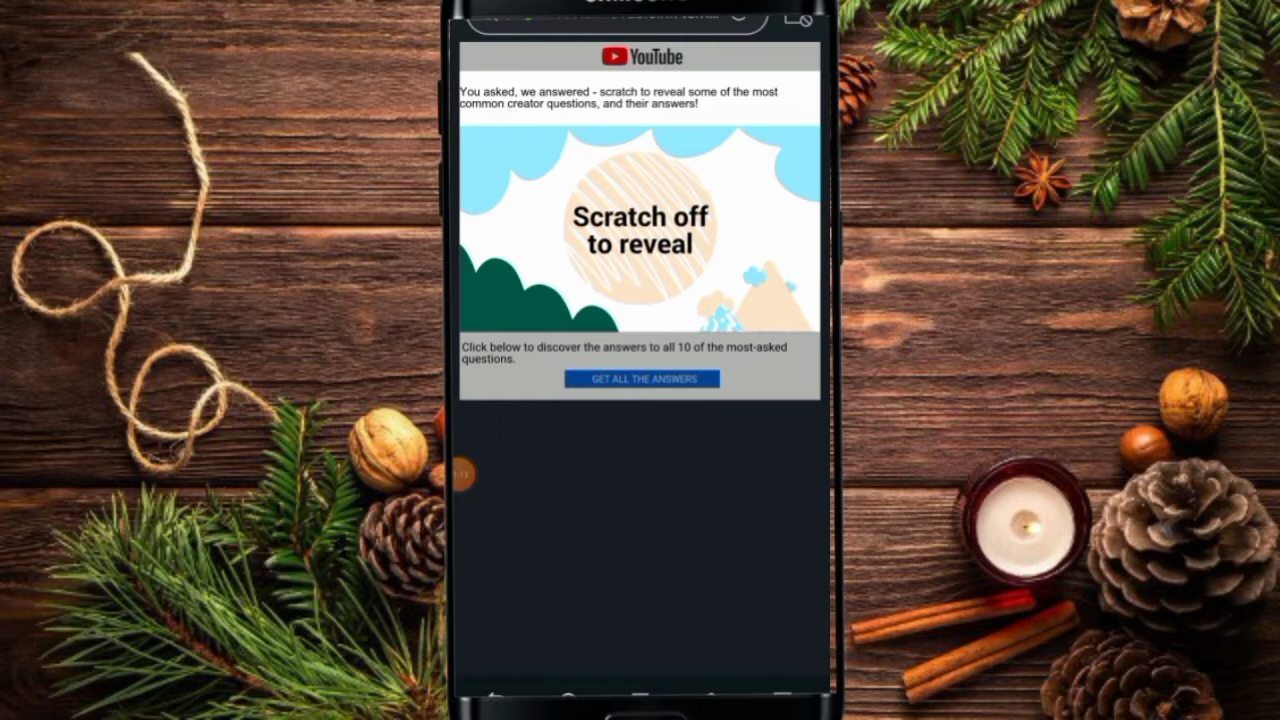 YouTube
You asked, we answered - scratch to reveal some of the most
common creator questions, and their answers!
Scratch off
to reveal
Click below to discover the answers to all 10 of the most-asked
questions.
GET ALL THE ANSWERS